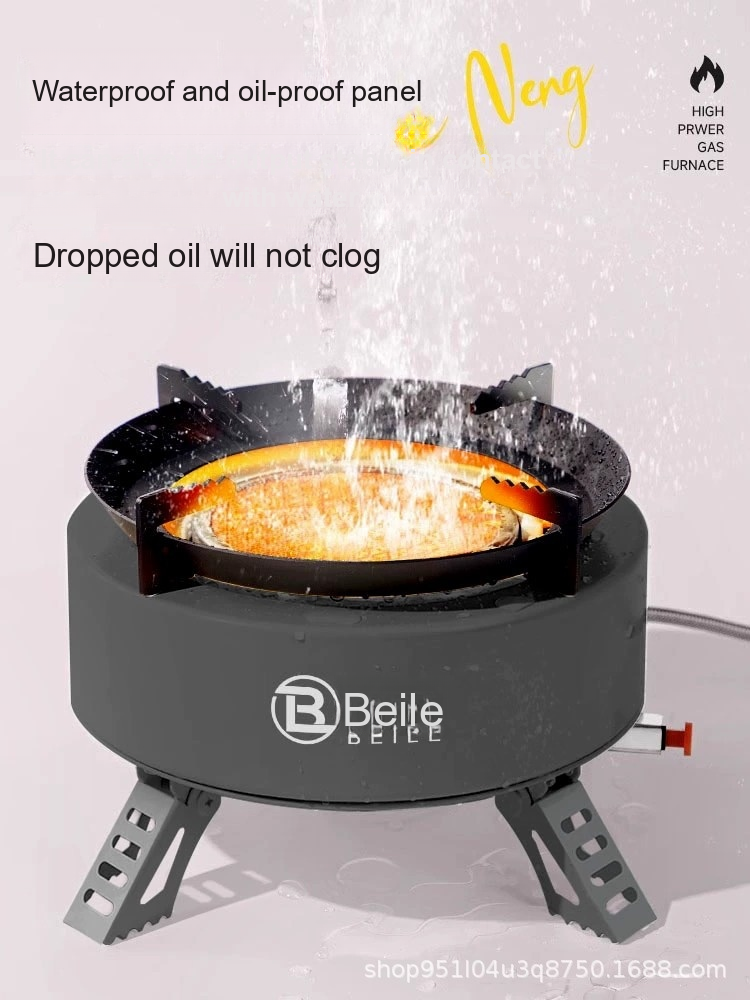 Waterproof and oil-proof panel
Neng
HIGH
PRWER
GAS
FURNACE
Dropped oil will not clog
B Beile
BEILE
shop951l04u3q8750.1688.com